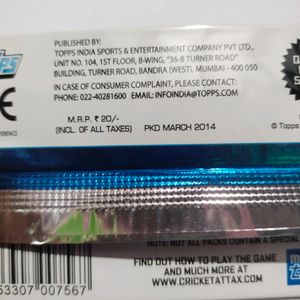 PUBLISHED BY:
TOPPS INDIA SPORTS & ENTERTAINMENT COMPANY PVT LTD.,
UNIT NO. 104, 1ST FLOOR, B-WING, "36-B TURNER ROAD"
BUILDING, TURNER ROAD, BANDRA (WEST), MUMBAI - 400 050
IN CASE OF CONSUMER COMPLAINT, PLEASE CONTACT:
PHONE: 022-40281600 EMAIL: INFOINDIA@TOPPS.COM
CE
FERENCE
M.R.P. ₹ 20/-
(INCL. OF ALL TAXES) PKD MARCH 2014
© Topps
NOTE: NOT ALL PACKS CONTAIN A SPECIAL
FIND OUT HOW TO PLAY THE GAME
AND MUCH MORE AT
WWW.CRICKETATTAX
53307 007567